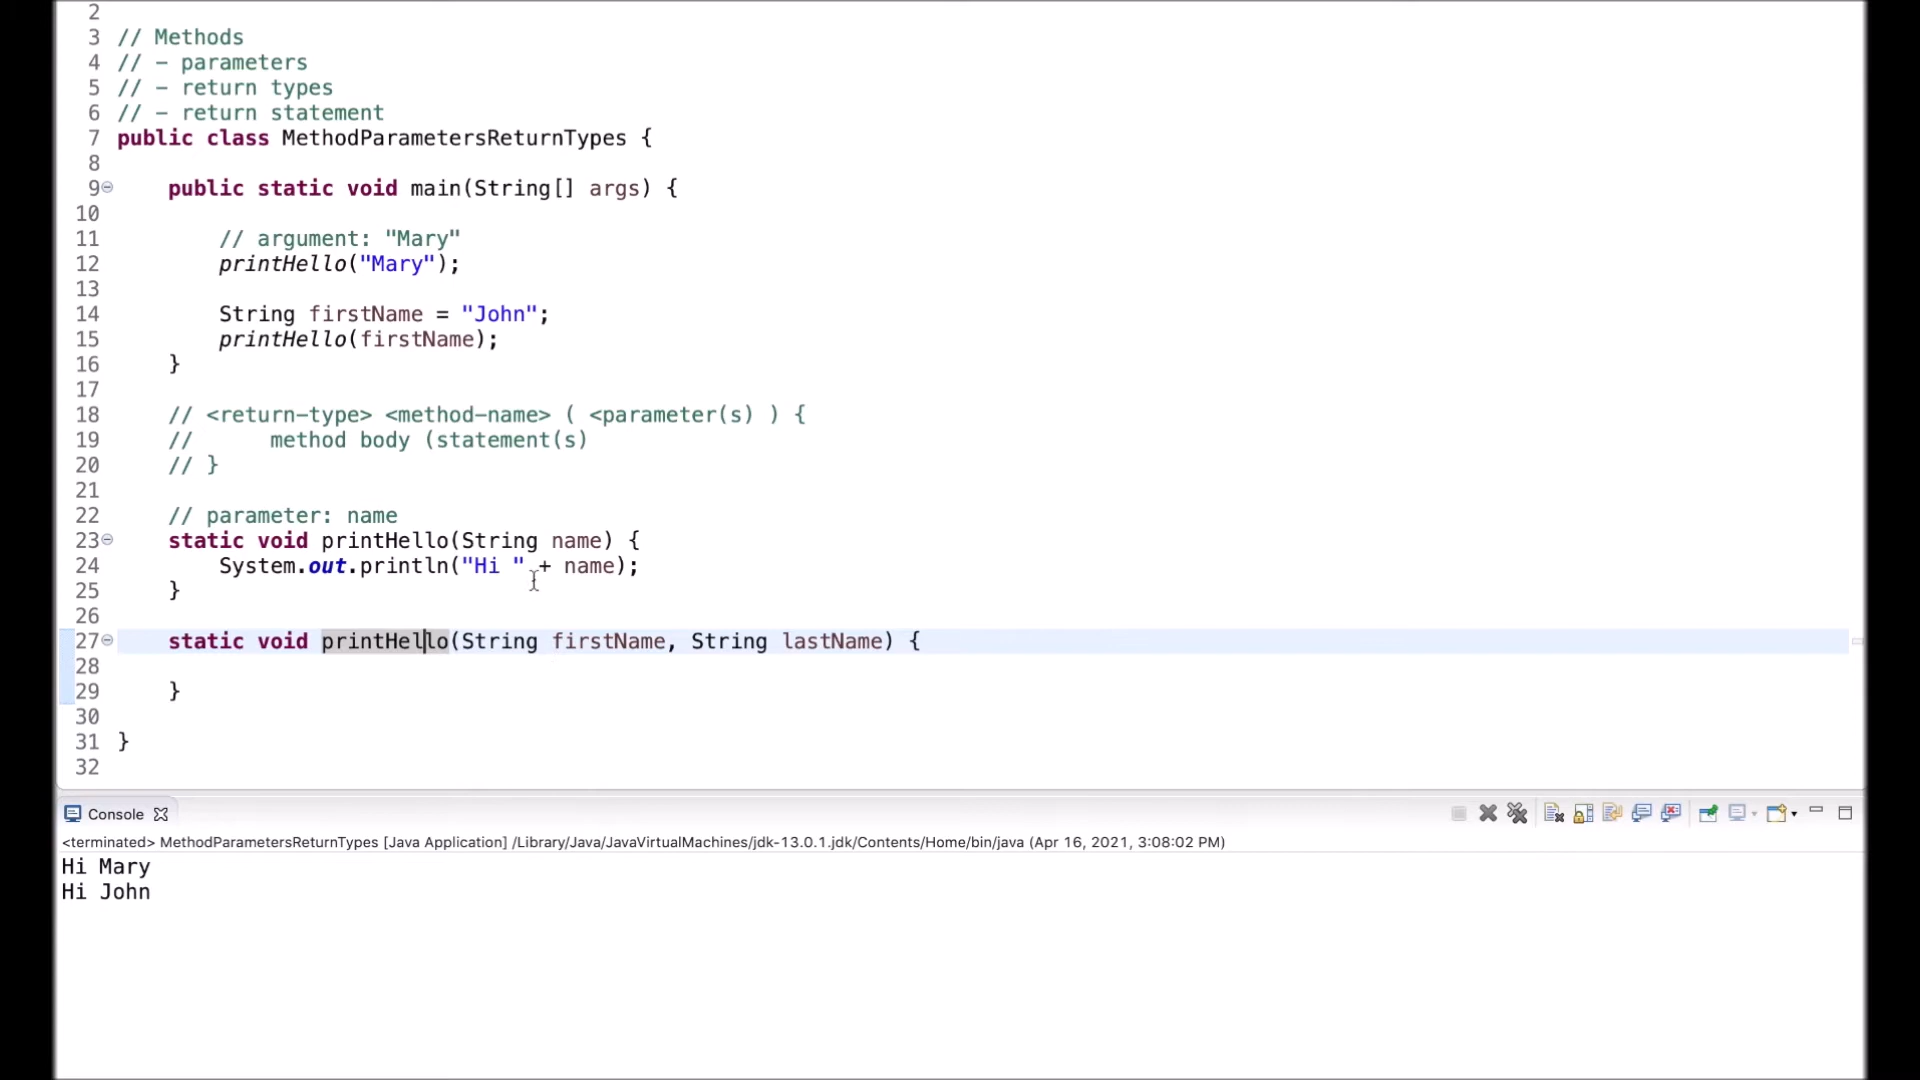 2
3 // Methods
4 // - parameters
5 // - return types
6 // - return statement
7 public class MethodParametersReturnTypes {
8
9 public static void main(String[] args) {
10
11 // argument: "Mary"
12 printHello("Mary");
13
14 String firstName = "John";
15 printHello(firstName);
16 }
17
18 // <return-type> <method-name> ( <parameter(s) ) {
19 // method body (statement(s)
20 // }
21
22 // parameter: name
23 static void printHello(String name) {
24 System.out.println("Hi " + name);
25 }
26
27 static void printHello(String firstName, String lastName) {
28
29 }
30
31 }
32
Console
<terminated> MethodParametersReturnTypes [Java Application] /Library/Java/JavaVirtualMachines/jdk-13.0.1.jdk/Contents/Home/bin/java (Apr 16, 2021, 3:08:02 PM)
Hi Mary
Hi John